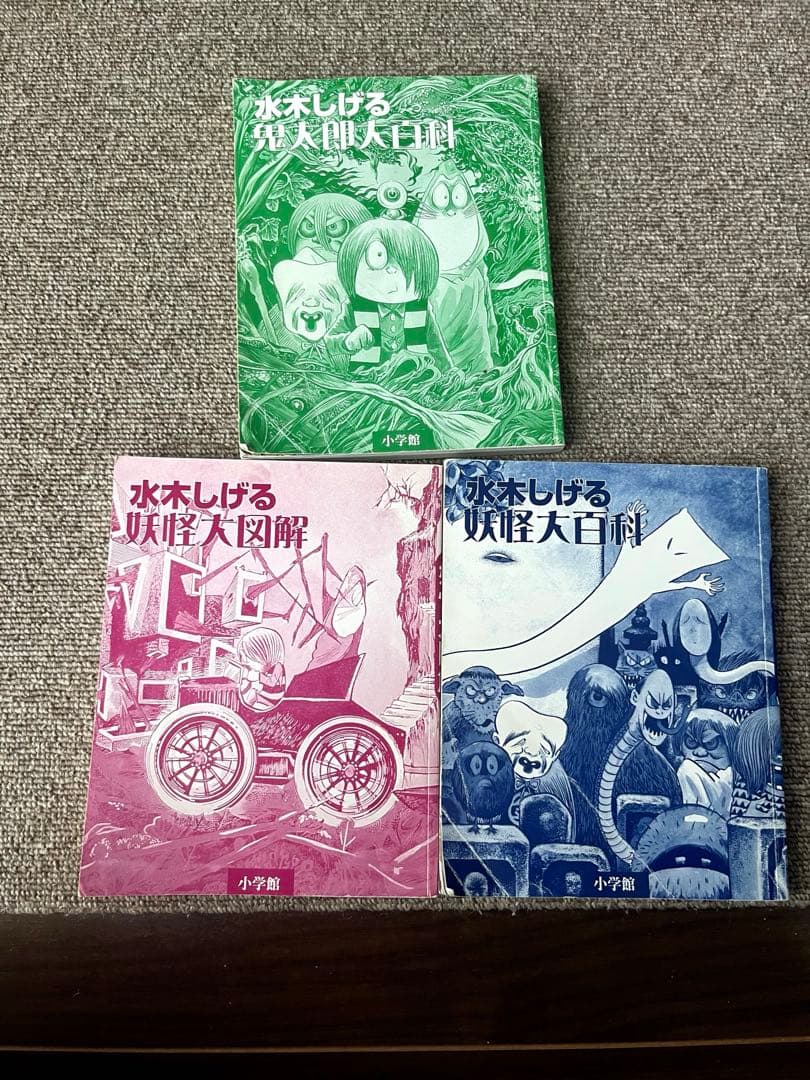 水木しげる
鬼太郎大百科
小学館
水木しげる
妖怪大図解
小学館
水木しげる
妖怪大百科
小学館